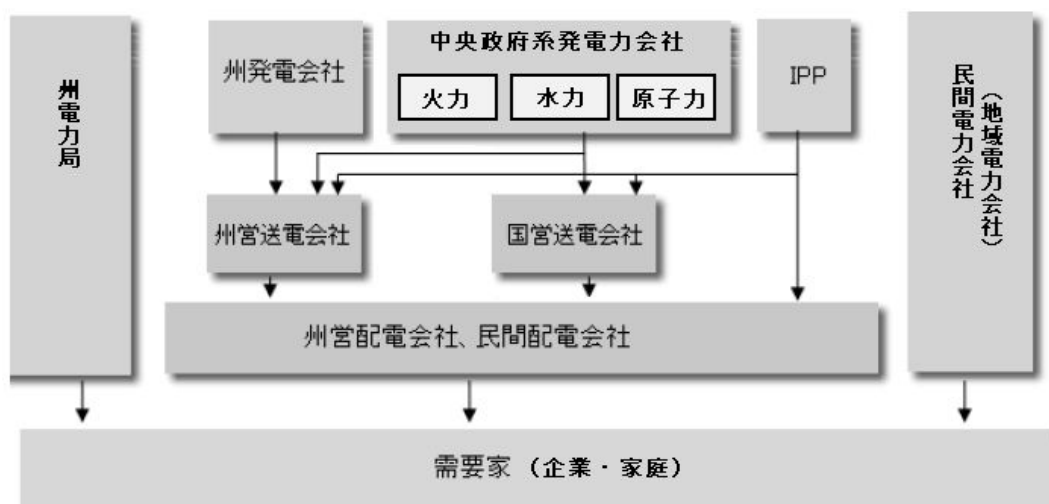 州電力局
州発電会社
中央政府系発電力会社
火力
水力
原子力
IPP
民間電力会社
（地域電力会社）
州営送電会社
国営送電会社
州営配電会社、民間配電会社
需要家（企業・家庭）